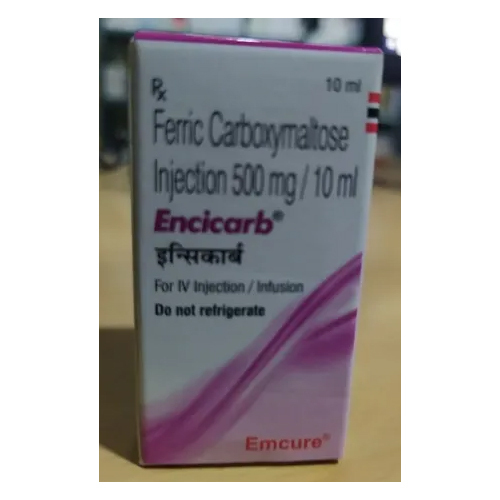 Rx 10 ml
Ferric Carboxymaltose
Injection 500 mg / 10 ml
Encicarb®
इन्सिकार्ब
For IV Injection / Infusion
Do not refrigerate
Emcure®